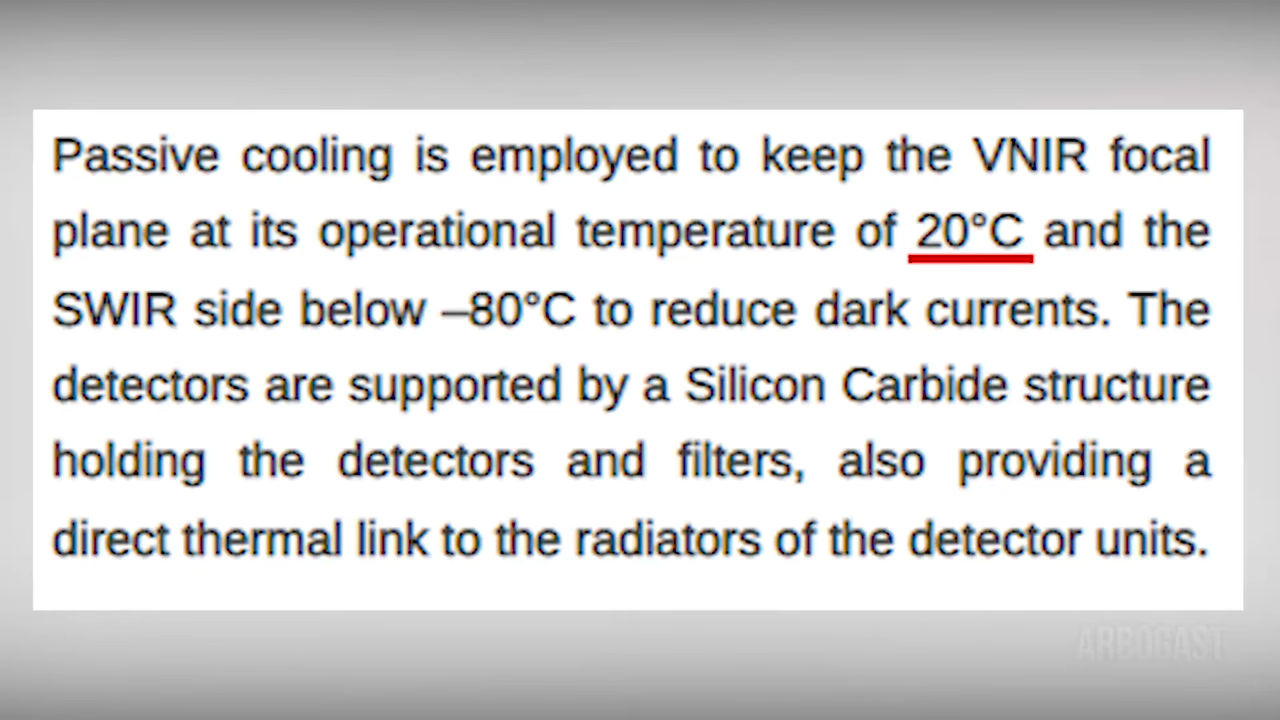 Passive cooling is employed to keep the VNIR focal
plane at its operational temperature of 20°C and the
SWIR side below –80°C to reduce dark currents. The
detectors are supported by a Silicon Carbide structure
holding the detectors and filters, also providing a
direct thermal link to the radiators of the detector units.
ARBOGAST